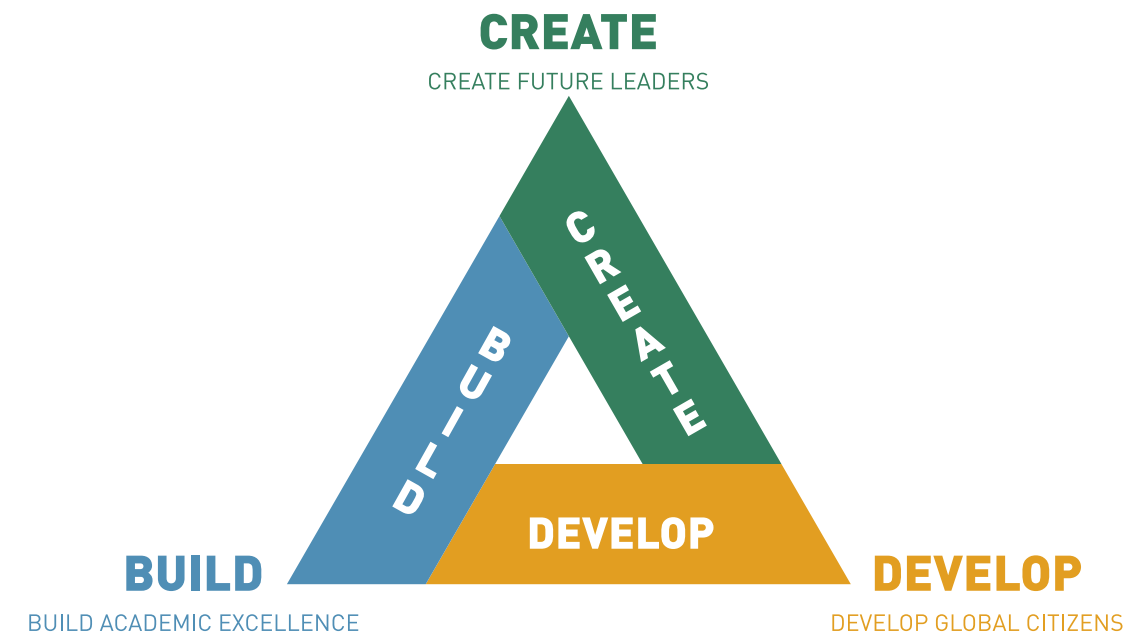 CREATE
CREATE FUTURE LEADERS
CREATE
BUILD
DEVELOP
BUILD
BUILD ACADEMIC EXCELLENCE
DEVELOP
DEVELOP GLOBAL CITIZENS